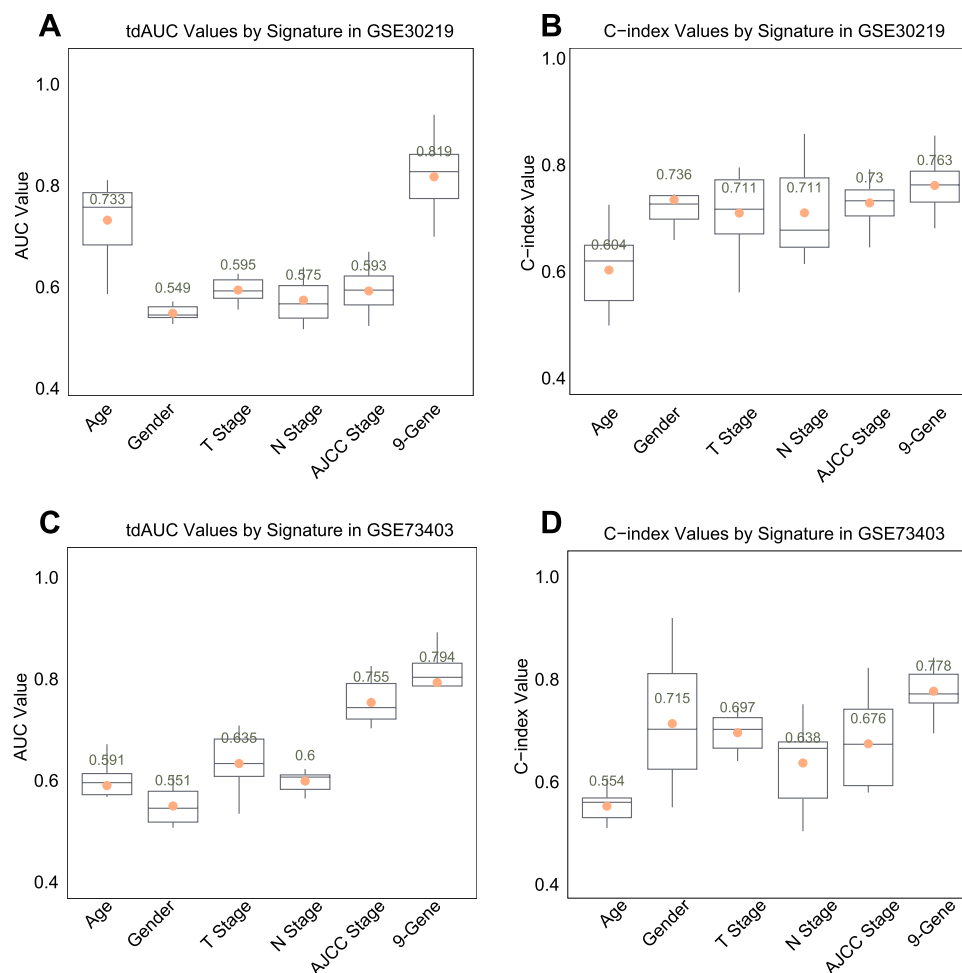 A
tdAUC Values by Signature in GSE30219
AUC Value
1.0
0.8
0.6
0.4
0.733
0.549
0.595
0.575
0.593
0.819
Age
Gender
T Stage
N Stage
AJCC Stage
9-Gene
B
C−index Values by Signature in GSE30219
C−index Value
1.0
0.8
0.6
0.4
0.604
0.736
0.711
0.711
0.73
0.763
Age
Gender
T Stage
N Stage
AJCC Stage
9-Gene
C
tdAUC Values by Signature in GSE73403
AUC Value
1.0
0.8
0.6
0.4
0.591
0.551
0.635
0.6
0.755
0.794
Age
Gender
T Stage
N Stage
AJCC Stage
9-Gene
D
C−index Values by Signature in GSE73403
C−index Value
1.0
0.8
0.6
0.4
0.554
0.715
0.697
0.638
0.676
0.778
Age
Gender
T Stage
N Stage
AJCC Stage
9-Gene